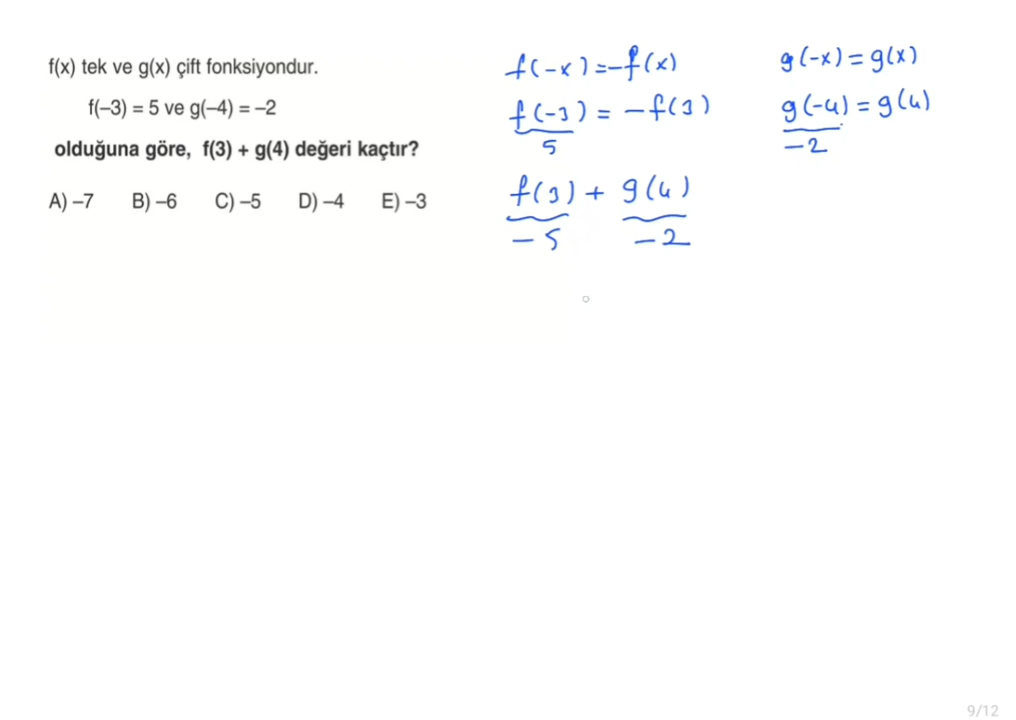 f(x) tek ve g(x) çift fonksiyondur.
f(–3) = 5 ve g(–4) = –2
olduğuna göre, f(3) + g(4) değeri kaçtır?
A) –7 B) –6 C) –5 D) –4 E) –3
f(-x) = -f(x)
f(-3) = -f(3)
5
f(3) + g(4)
-5 -2
g(-x) = g(x)
g(-4) = g(4)
-2
9/12